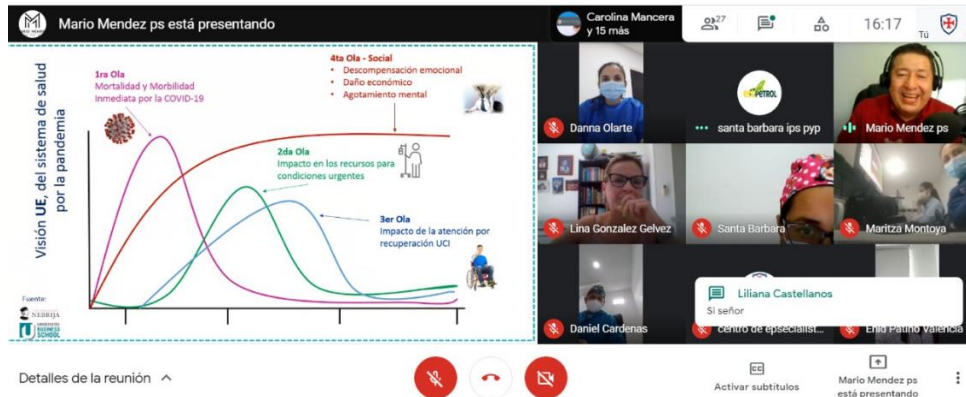 Mario Mendez ps está presentando
Carolina Mancera
y 15 más
27
16:17
Tú
Visión UE, del sistema de salud
por la pandemia
1ra Ola
Mortalidad y Morbilidad
Inmediata por la COVID-19
4ta Ola - Social
• Descompensación emocional
• Daño económico
• Agotamiento mental
2da Ola
Impacto en los recursos para
condiciones urgentes
3er Ola
Impacto de la atención por
recuperación UCI
Fuente:
NEBRIJA
BUSINESS
SCHOOL
Danna Olarte
santa barbara ips pyp
Mario Mendez ps
Lina Gonzalez Gelvez
Santa Barbara
Maritza Montoya
Daniel Cardenas
Liliana Castellanos
Si señor
centro de epsecialist...
Enid Patiño Valencia
Detalles de la reunión
CC
Activar subtítulos
Mario Mendez ps
está presentando